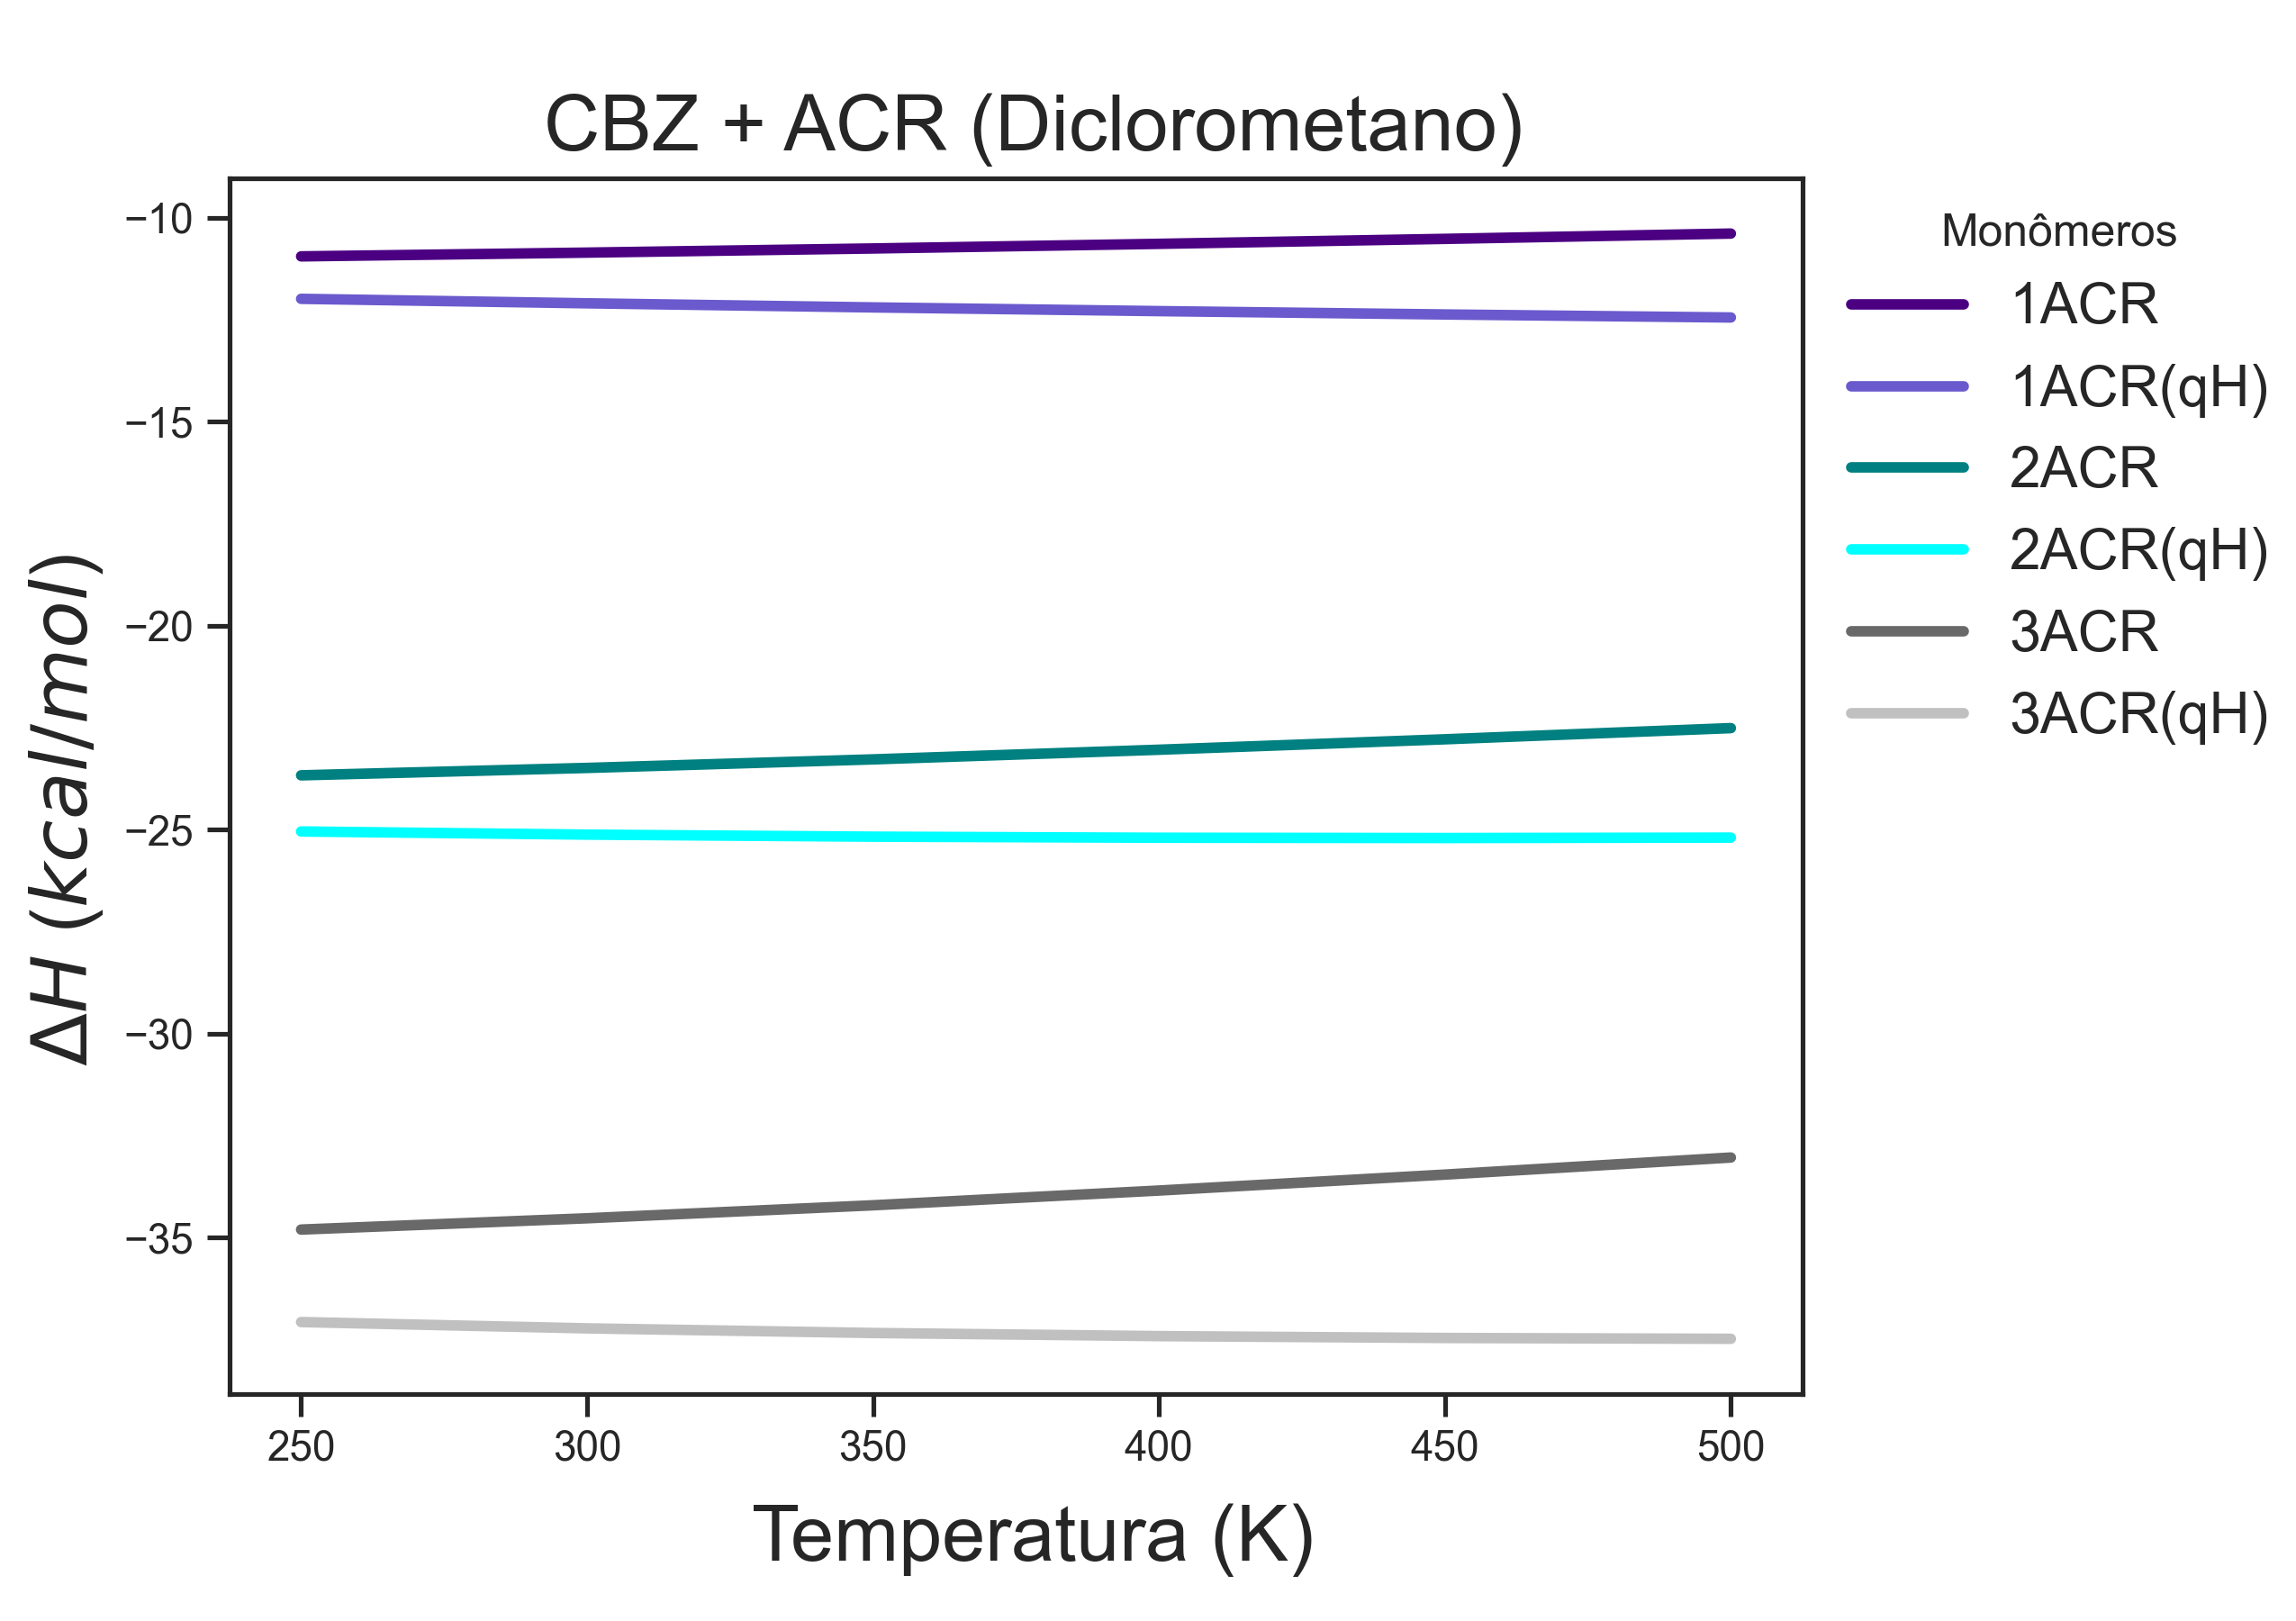 CBZ + ACR (Diclorometano)
ΔH (kcal/mol)
−10
−15
−20
−25
−30
−35
250 300 350 400 450 500
Temperatura (K)
Monômeros
1ACR
1ACR(qH)
2ACR
2ACR(qH)
3ACR
3ACR(qH)